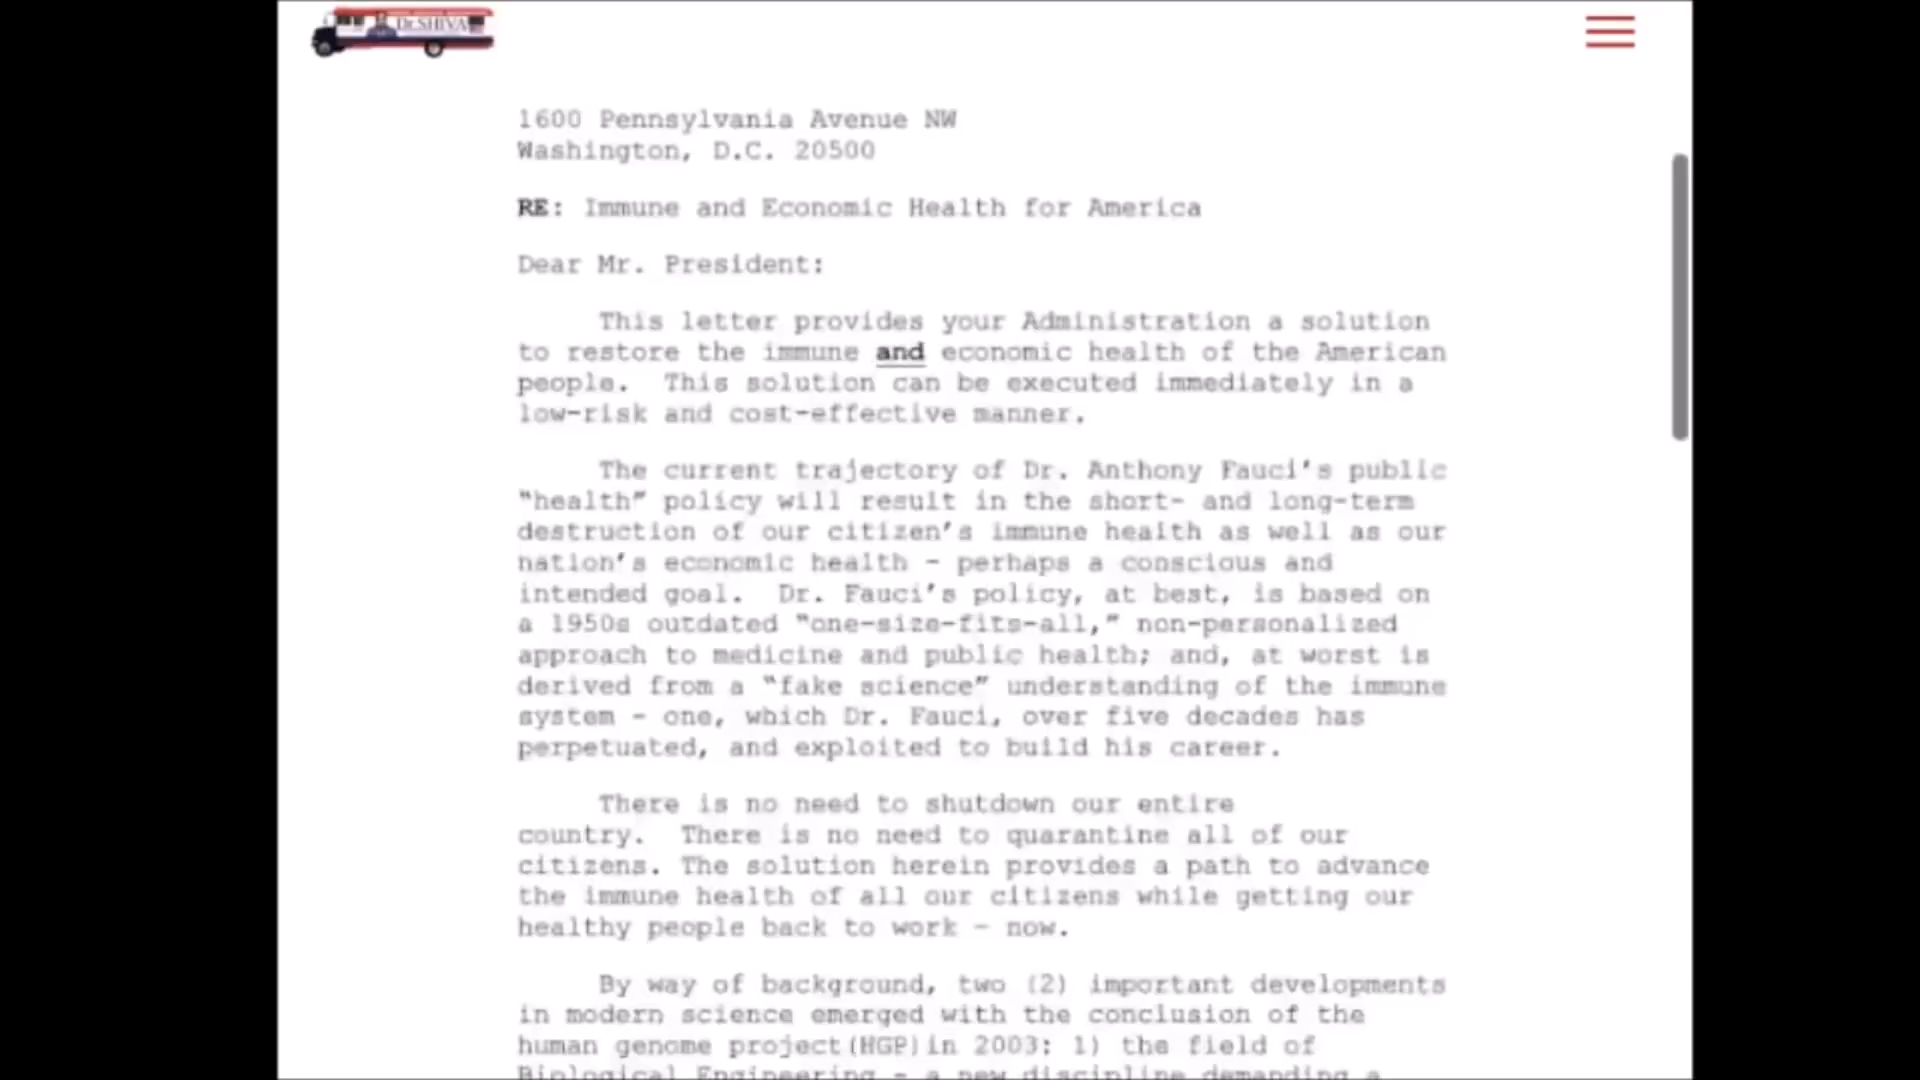 Dr.SHIVA
1600 Pennsylvania Avenue NW
Washington, D.C. 20500
RE: Immune and Economic Health for America
Dear Mr. President:
This letter provides your Administration a solution
to restore the immune and economic health of the American
people. This solution can be executed immediately in a
low-risk and cost-effective manner.
The current trajectory of Dr. Anthony Fauci's public
“health” policy will result in the short- and long-term
destruction of our citizen's immune health as well as our
nation's economic health - perhaps a conscious and
intended goal. Dr. Fauci's policy, at best, is based on
a 1950s outdated “one-size-fits-all,” non-personalized
approach to medicine and public health; and, at worst is
derived from a “fake science” understanding of the immune
system - one, which Dr. Fauci, over five decades has
perpetuated, and exploited to build his career.
There is no need to shutdown our entire
country. There is no need to quarantine all of our
citizens. The solution herein provides a path to advance
the immune health of all our citizens while getting our
healthy people back to work - now.
By way of background, two (2) important developments
in modern science emerged with the conclusion of the
human genome project(HGP)in 2003: 1) the field of
Biological Engineering - a new discipline demanding a